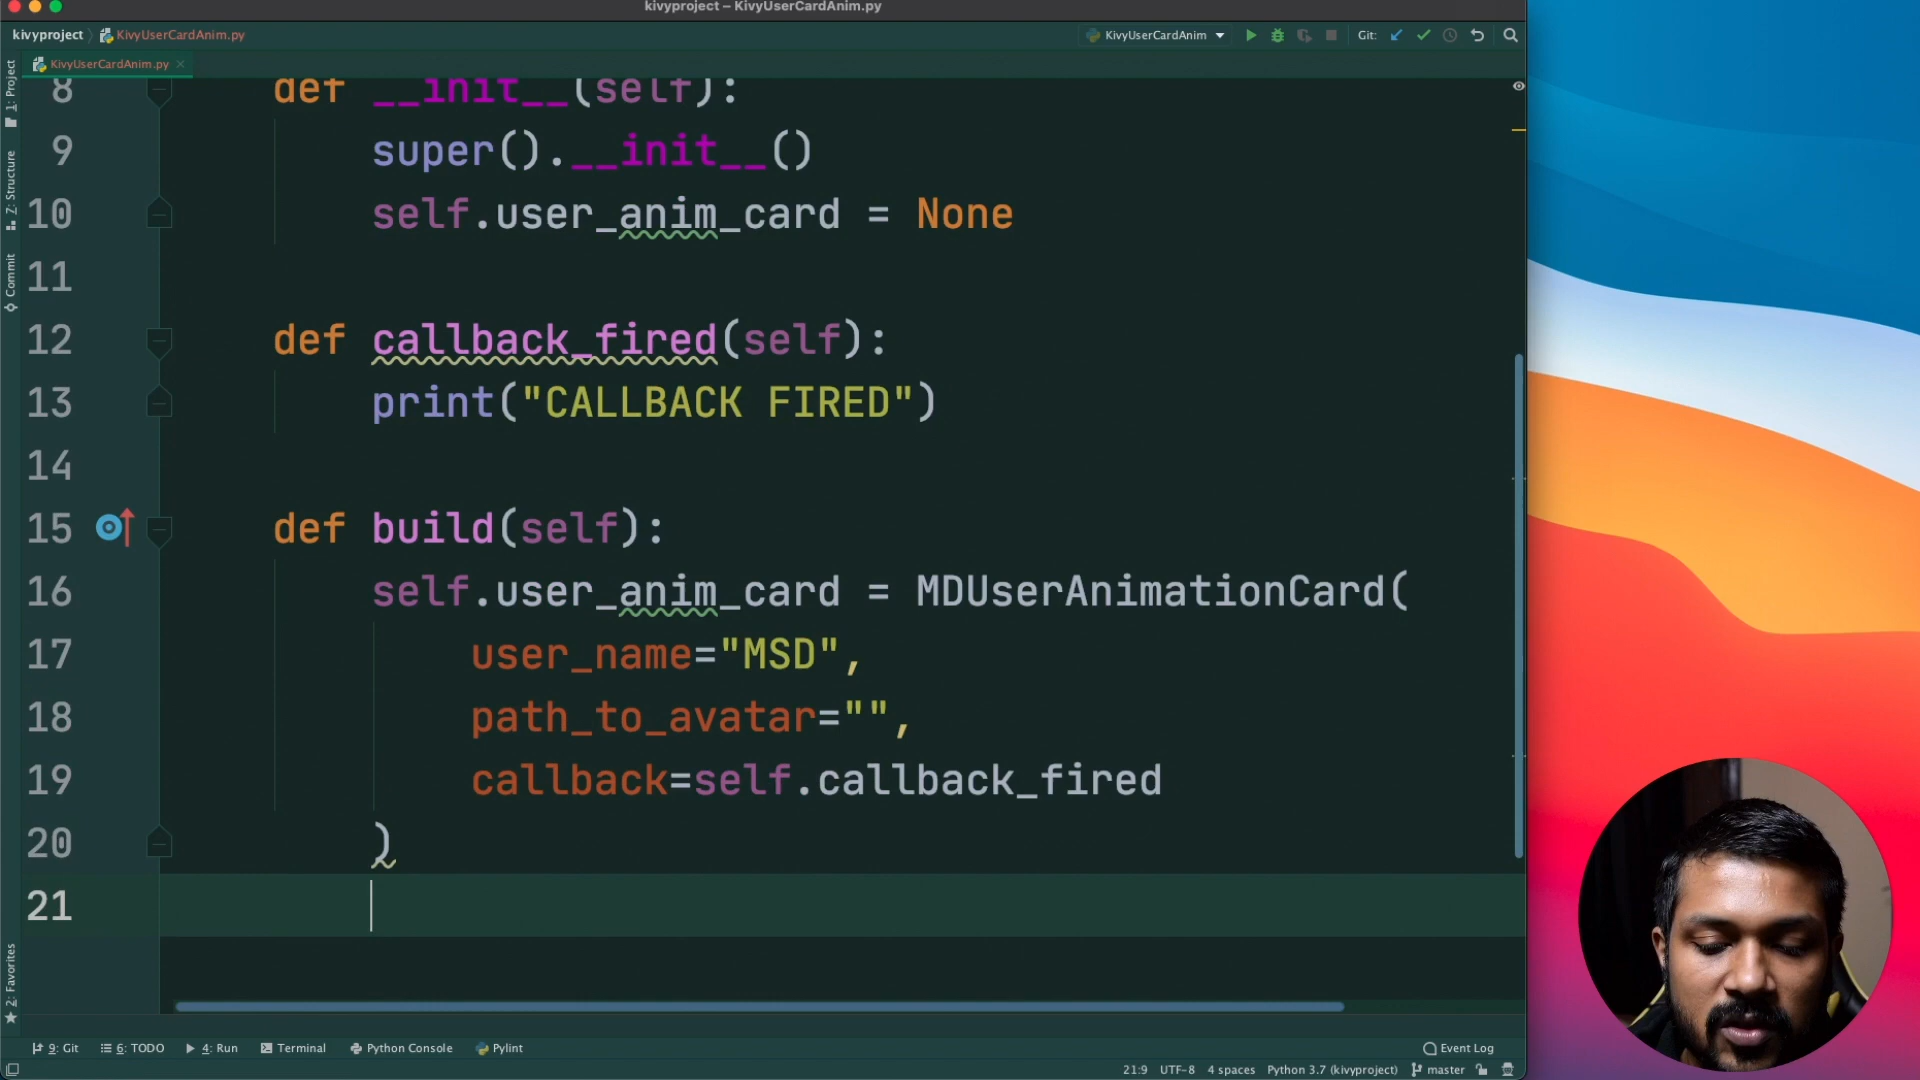 kivyproject – KivyUserCardAnim.py
kivyproject
KivyUserCardAnim.py
KivyUserCardAnim
Git:
KivyUserCardAnim.py
1: Project
Z: Structure
Commit
2: Favorites
8 def __init__(self):
9 super().__init__()
10 self.user_anim_card = None
11
12 def callback_fired(self):
13 print("CALLBACK FIRED")
14
15 def build(self):
16 self.user_anim_card = MDUserAnimationCard(
17 user_name="MSD",
18 path_to_avatar="",
19 callback=self.callback_fired
20 )
21
9: Git
6: TODO
4: Run
Terminal
Python Console
Pylint
Event Log
21:9
UTF-8
4 spaces
Python 3.7 (kivyproject)
master